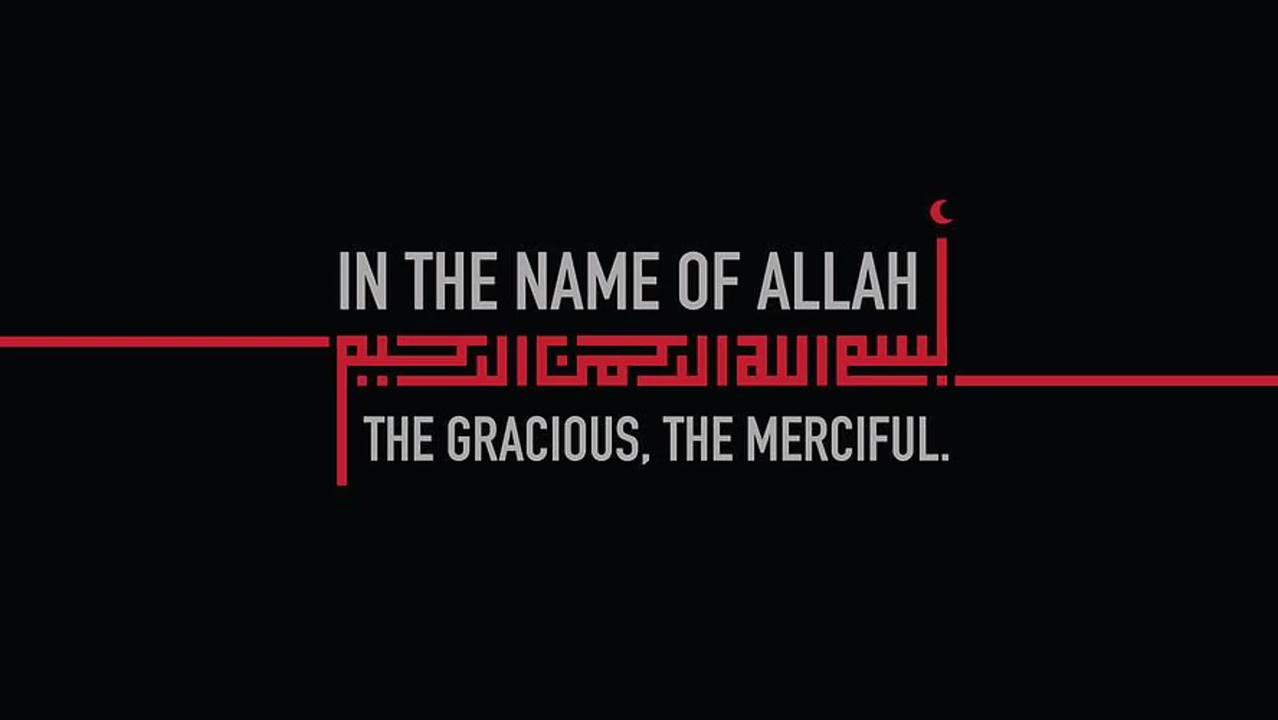 IN THE NAME OF ALLAH
بسم الله الرحمن الرحيم
THE GRACIOUS, THE MERCIFUL.